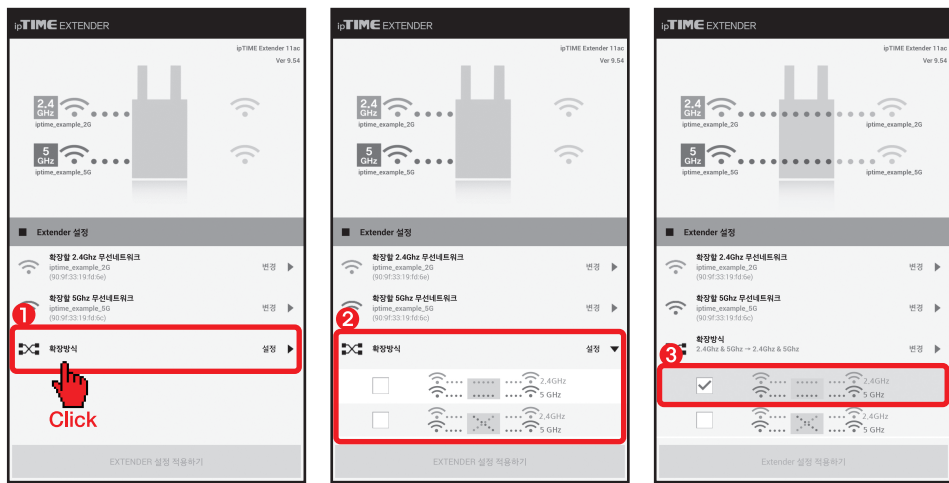 ipTIME EXTENDER
ipTIME Extender 11ac
Ver 9.54
2.4
GHz
iptime_example_2G
5
GHz
iptime_example_5G
Extender 설정
확장할 2.4Ghz 무선네트워크
iptime_example_2G
변경
(90:9f:33:19:fd:6e)
확장할 5Ghz 무선네트워크
iptime_example_5G
변경
(90:9f:33:19:fd:6c)
1
확장방식
설정
Click
EXTENDER 설정 적용하기
ipTIME EXTENDER
ipTIME Extender 11ac
Ver 9.54
2.4
GHz
iptime_example_2G
5
GHz
iptime_example_5G
Extender 설정
확장할 2.4Ghz 무선네트워크
iptime_example_2G
변경
(90:9f:33:19:fd:6e)
확장할 5Ghz 무선네트워크
iptime_example_5G
변경
(90:9f:33:19:fd:6c)
2
확장방식
설정
2,4GHz
5 GHz
2,4GHz
5 GHz
EXTENDER 설정 적용하기
ipTIME EXTENDER
ipTIME Extender 11ac
Ver 9.54
2.4
GHz
iptime_example_2G
iptime_example_2G
5
GHz
iptime_example_5G
iptime_example_5G
Extender 설정
확장할 2.4Ghz 무선네트워크
iptime_example_2G
변경
(90:9f:33:19:fd:6e)
확장할 5Ghz 무선네트워크
iptime_example_5G
변경
(90:9f:33:19:fd:6c)
확장방식
2.4Ghz & 5Ghz → 2.4Ghz & 5Ghz
변경
3
2,4GHz
5 GHz
2,4GHz
5 GHz
Extender 설정 적용하기